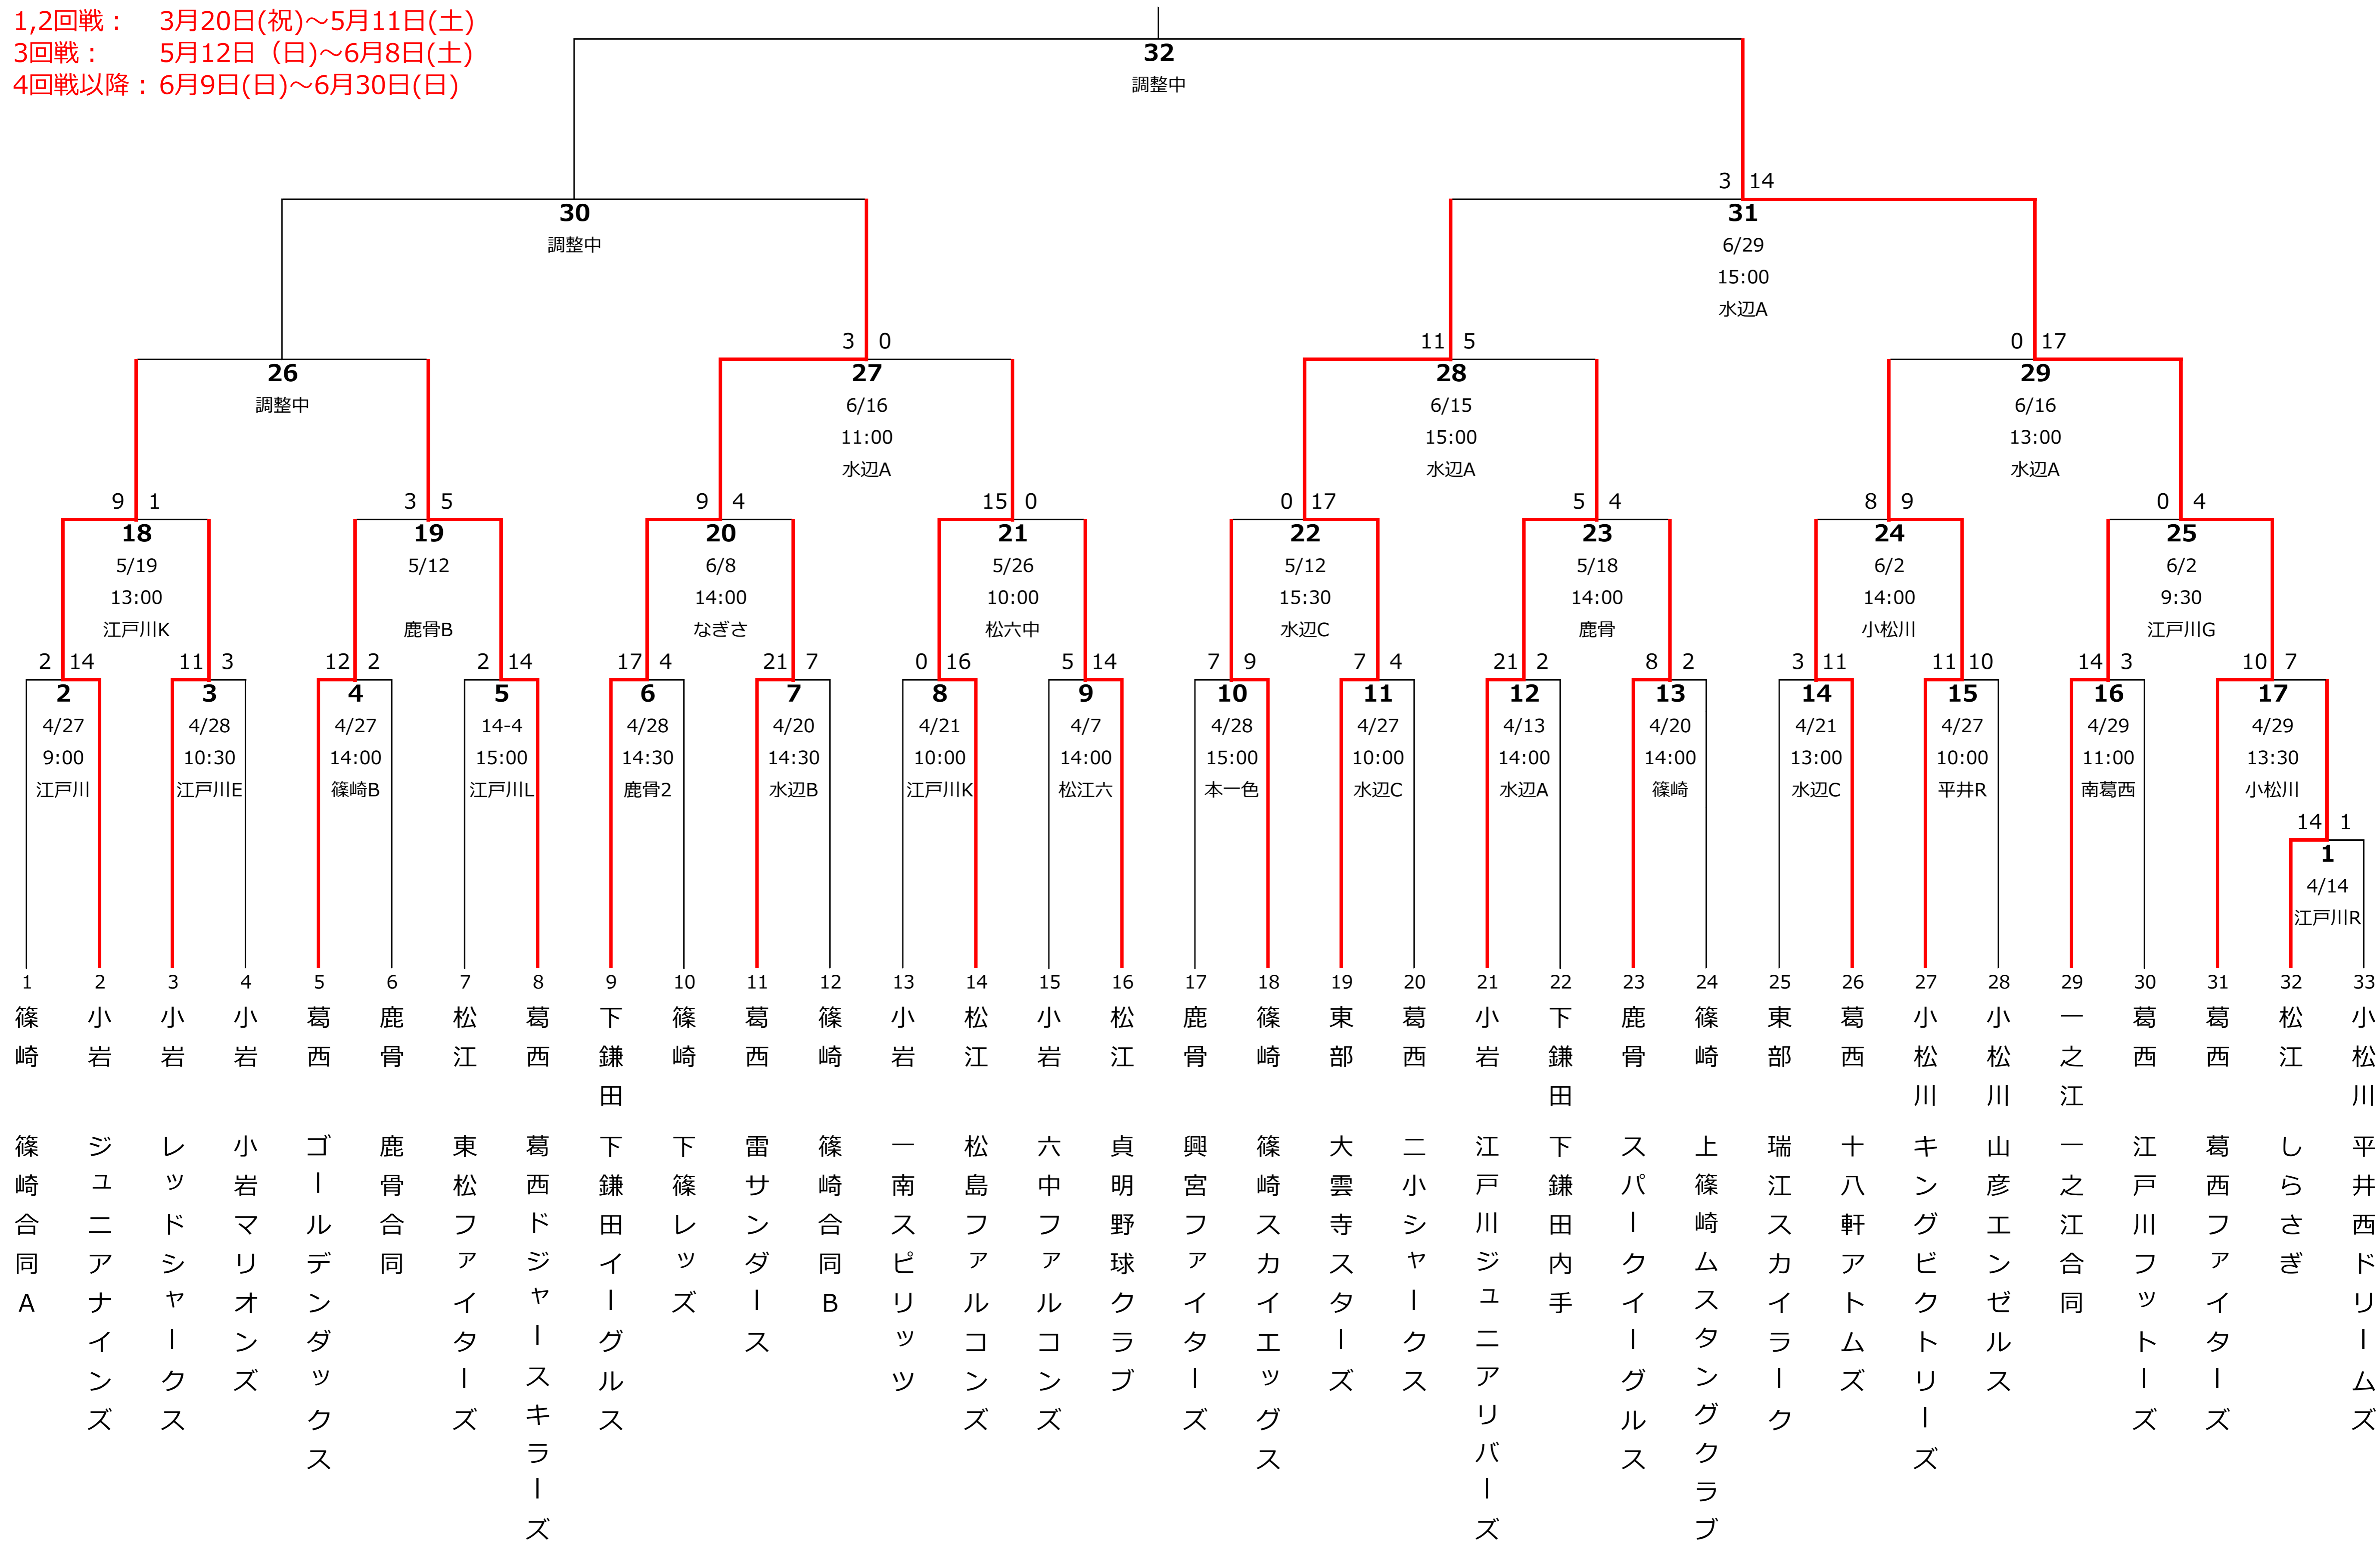 1,2回戦： 3月20日(祝)～5月11日(土)
3回戦： 5月12日（日)～6月8日(土)
4回戦以降：6月9日(日)～6月30日(日)
32
調整中
3 14
30 31
調整中 6/29
15:00
水辺A
3 0 11 5 0 17
26 27 28 29
調整中 6/16 6/15 6/16
11:00 15:00 13:00
水辺A 水辺A 水辺A
9 1 3 5 9 4 15 0 0 17 5 4 8 9 0 4
18 19 20 21 22 23 24 25
5/19 5/12 6/8 5/26 5/12 5/18 6/2 6/2
13:00 14:00 10:00 15:30 14:00 14:00 9:30
江戸川K 鹿骨B なぎさ 松六中 水辺C 鹿骨 小松川 江戸川G
2 14 11 3 12 2 2 14 17 4 21 7 0 16 5 14 7 9 7 4 21 2 8 2 3 11 11 10 14 3 10 7
2 3 4 5 6 7 8 9 10 11 12 13 14 15 16 17
4/27 4/28 4/27 14-4 4/28 4/20 4/21 4/7 4/28 4/27 4/13 4/20 4/21 4/27 4/29 4/29
9:00 10:30 14:00 15:00 14:30 14:30 10:00 14:00 15:00 10:00 14:00 14:00 13:00 10:00 11:00 13:30
江戸川 江戸川E 篠崎B 江戸川L 鹿骨2 水辺B 江戸川K 松江六 本一色 水辺C 水辺A 篠崎 水辺C 平井R 南葛西 小松川
14 1
1
4/14
江戸川R
1 篠崎 篠崎合同A
2 小岩 ジュニアナインズ
3 小岩 レッドシャークス
4 小岩 小岩マリオンズ
5 葛西 ゴールデンダックス
6 鹿骨 鹿骨合同
7 松江 東松ファイターズ
8 葛西 葛西ドジャースキラーズ
9 下鎌田 下鎌田イーグルス
10 篠崎 下篠レッズ
11 葛西 雷サンダース
12 篠崎 篠崎合同B
13 小岩 一南スピリッツ
14 松江 松島ファルコンズ
15 小岩 六中ファルコンズ
16 松江 貞明野球クラブ
17 鹿骨 興宮ファイターズ
18 篠崎 篠崎スカイエッグス
19 東部 大雲寺スターズ
20 葛西 二小シャークス
21 小岩 江戸川ジュニアリバーズ
22 下鎌田 下鎌田内手
23 鹿骨 スパークイーグルス
24 篠崎 上篠崎ムスタングクラブ
25 東部 瑞江スカイラーク
26 葛西 十八軒アトムズ
27 小松川 キングビクトリーズ
28 小松川 山彦エンゼルス
29 一之江 一之江合同
30 葛西 江戸川フットーズ
31 葛西 葛西ファイターズ
32 松江 しらさぎ
33 小松川 平井西ドリームズ